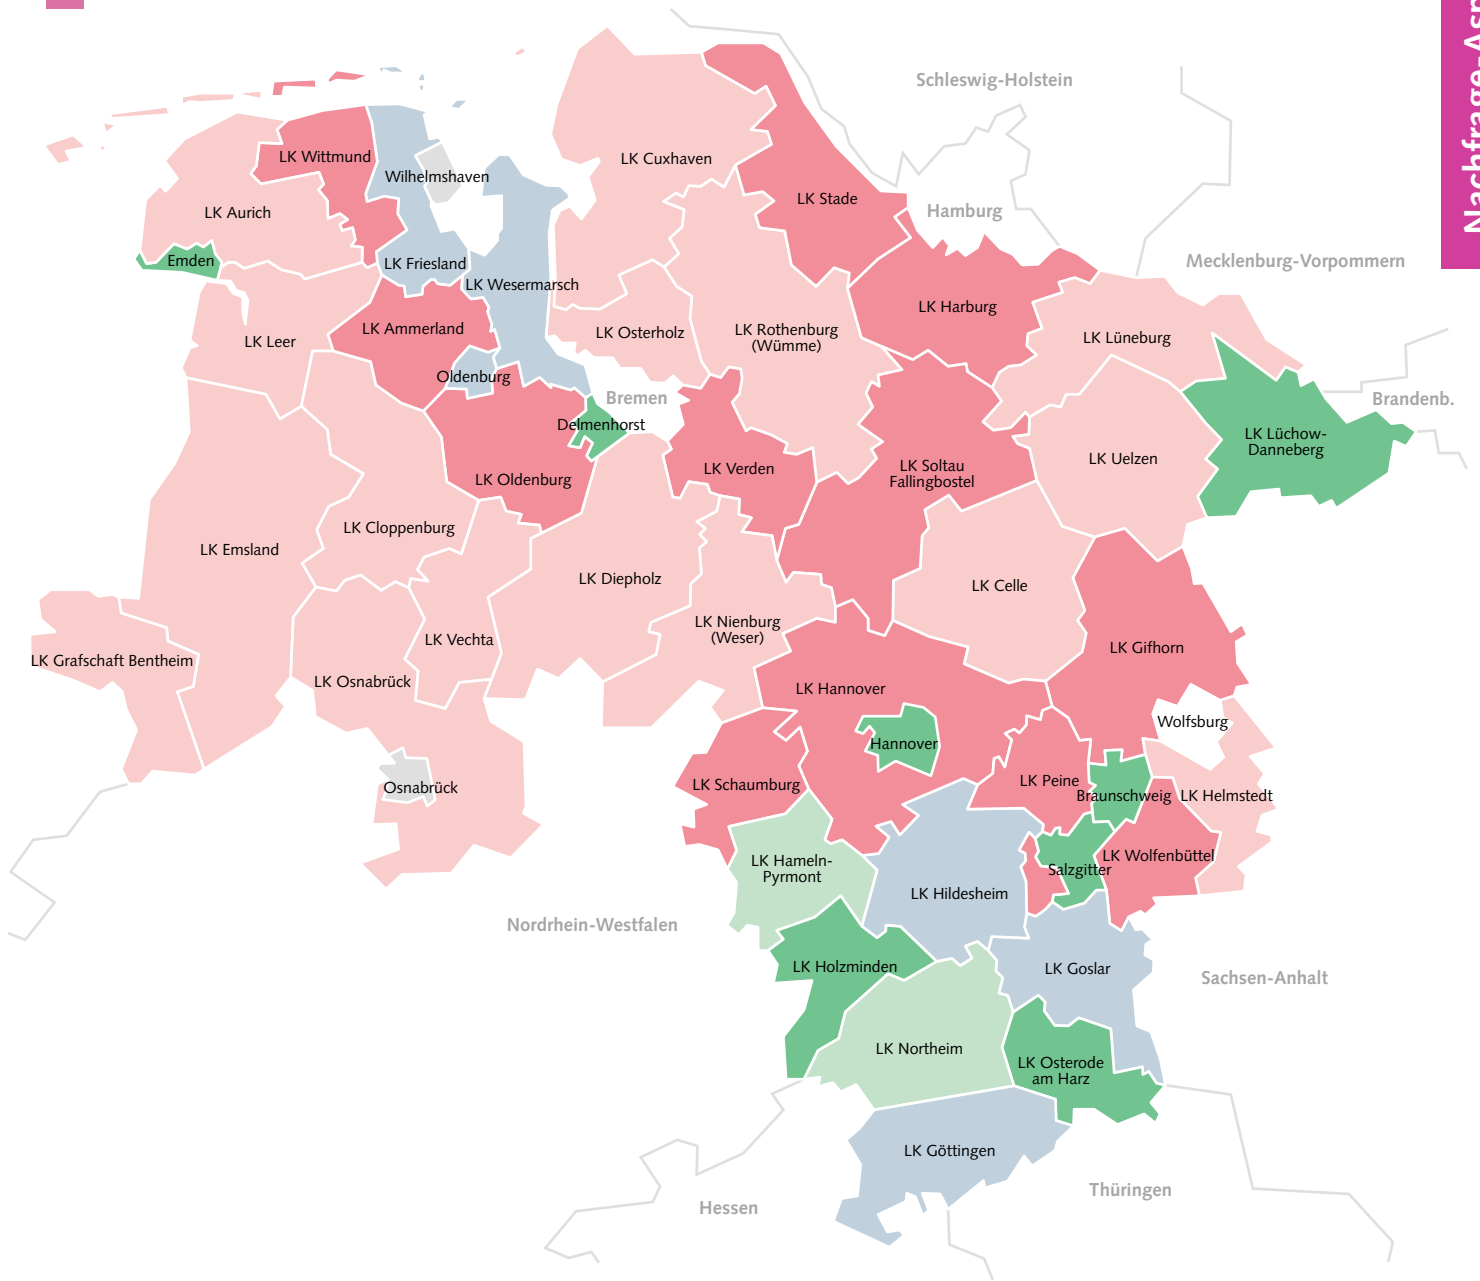 Nachfrage-Asp
Schleswig-Holstein
LK Wittmund
LK Cuxhaven
Wilhelmshaven
LK Stade
LK Aurich
Hamburg
Emden
LK Friesland
Mecklenburg-Vorpommern
LK Wesermarsch
LK Harburg
LK Ammerland
LK Osterholz
LK Rothenburg
(Wümme)
LK Leer
LK Lüneburg
Oldenburg
Bremen
Brandenb.
Delmenhorst
LK Lüchow-
Danneberg
LK Uelzen
LK Verden
LK Soltau
Fallingbostel
LK Oldenburg
LK Cloppenburg
LK Emsland
LK Diepholz
LK Celle
LK Nienburg
(Weser)
LK Vechta
LK Gifhorn
LK Grafschaft Bentheim
LK Osnabrück
LK Hannover
Wolfsburg
Hannover
LK Peine
LK Schaumburg
Osnabrück
Braunschweig
LK Helmstedt
LK Wolfenbüttel
LK Hameln-
Pyrmont
Salzgitter
LK Hildesheim
Nordrhein-Westfalen
LK Holzminden
LK Goslar
Sachsen-Anhalt
LK Northeim
LK Osterode
am Harz
LK Göttingen
Thüringen
Hessen